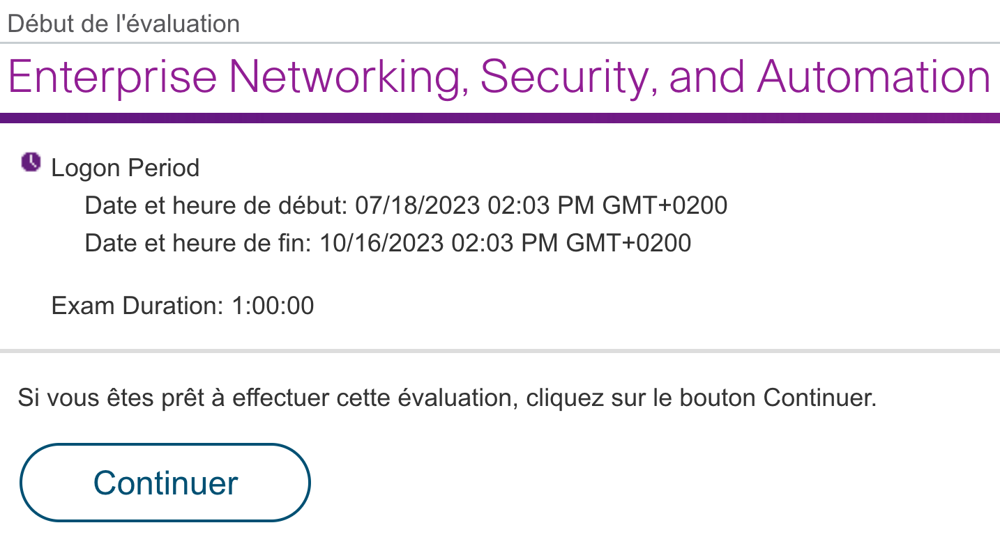 Début de l'évaluation
Enterprise Networking, Security, and Automation
Logon Period
Date et heure de début: 07/18/2023 02:03 PM GMT+0200
Date et heure de fin: 10/16/2023 02:03 PM GMT+0200
Exam Duration: 1:00:00
Si vous êtes prêt à effectuer cette évaluation, cliquez sur le bouton Continuer.
Continuer